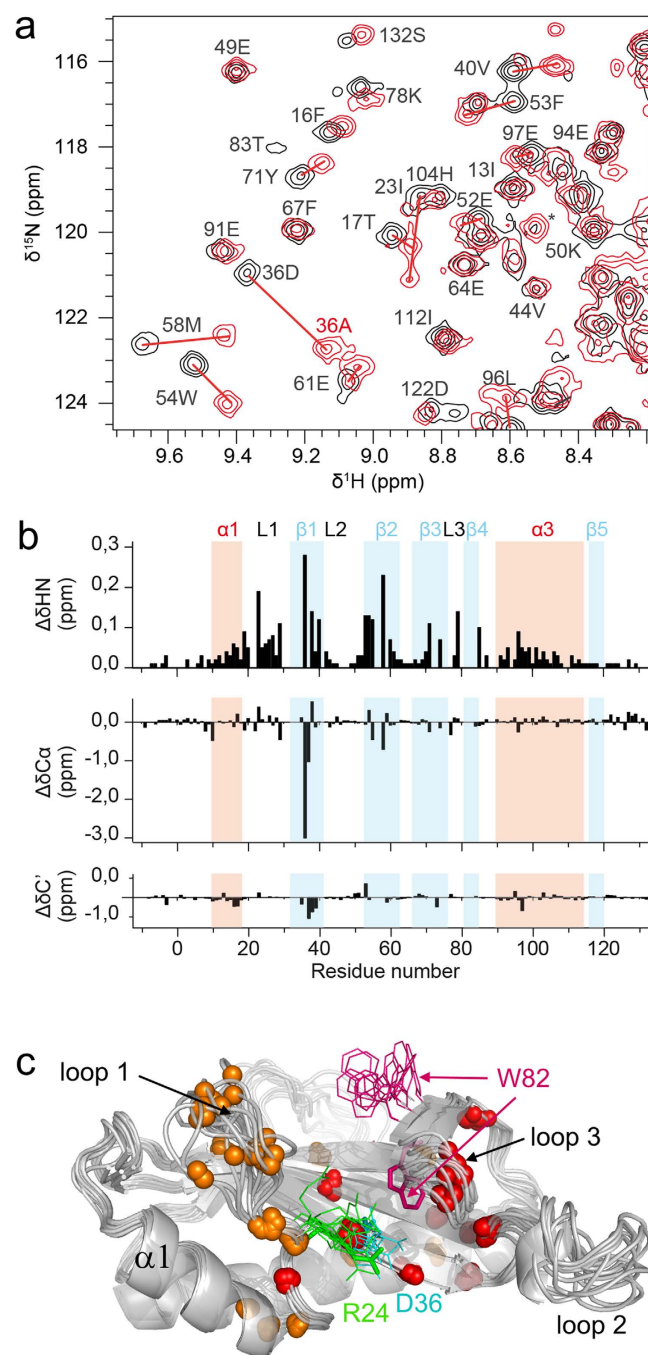 a
132S
49E
40V
78K
53F
16F
97E
94E
83T
71Y
104H
13I
23I
52E
67F
17T
*
50K
91E
36D
64E
44V
58M
36A
112I
54W
61E
122D
96L
116
118
120
122
124
δ¹⁵N (ppm)
9.6
9.4
9.2
9.0
8.8
8.6
8.4
δ¹H (ppm)
b
α1
L1
β1
L2
β2
β3
L3
β4
α3
β5
0,3
0,2
0,1
0,0
ΔδHN
(ppm)
0,0
-1,0
-2,0
-3,0
ΔδCα
(ppm)
0,0
-1,0
ΔδC'
(ppm)
0
20
40
60
80
100
120
Residue number
c
loop 1
W82
loop 3
α1
R24
D36
loop 2